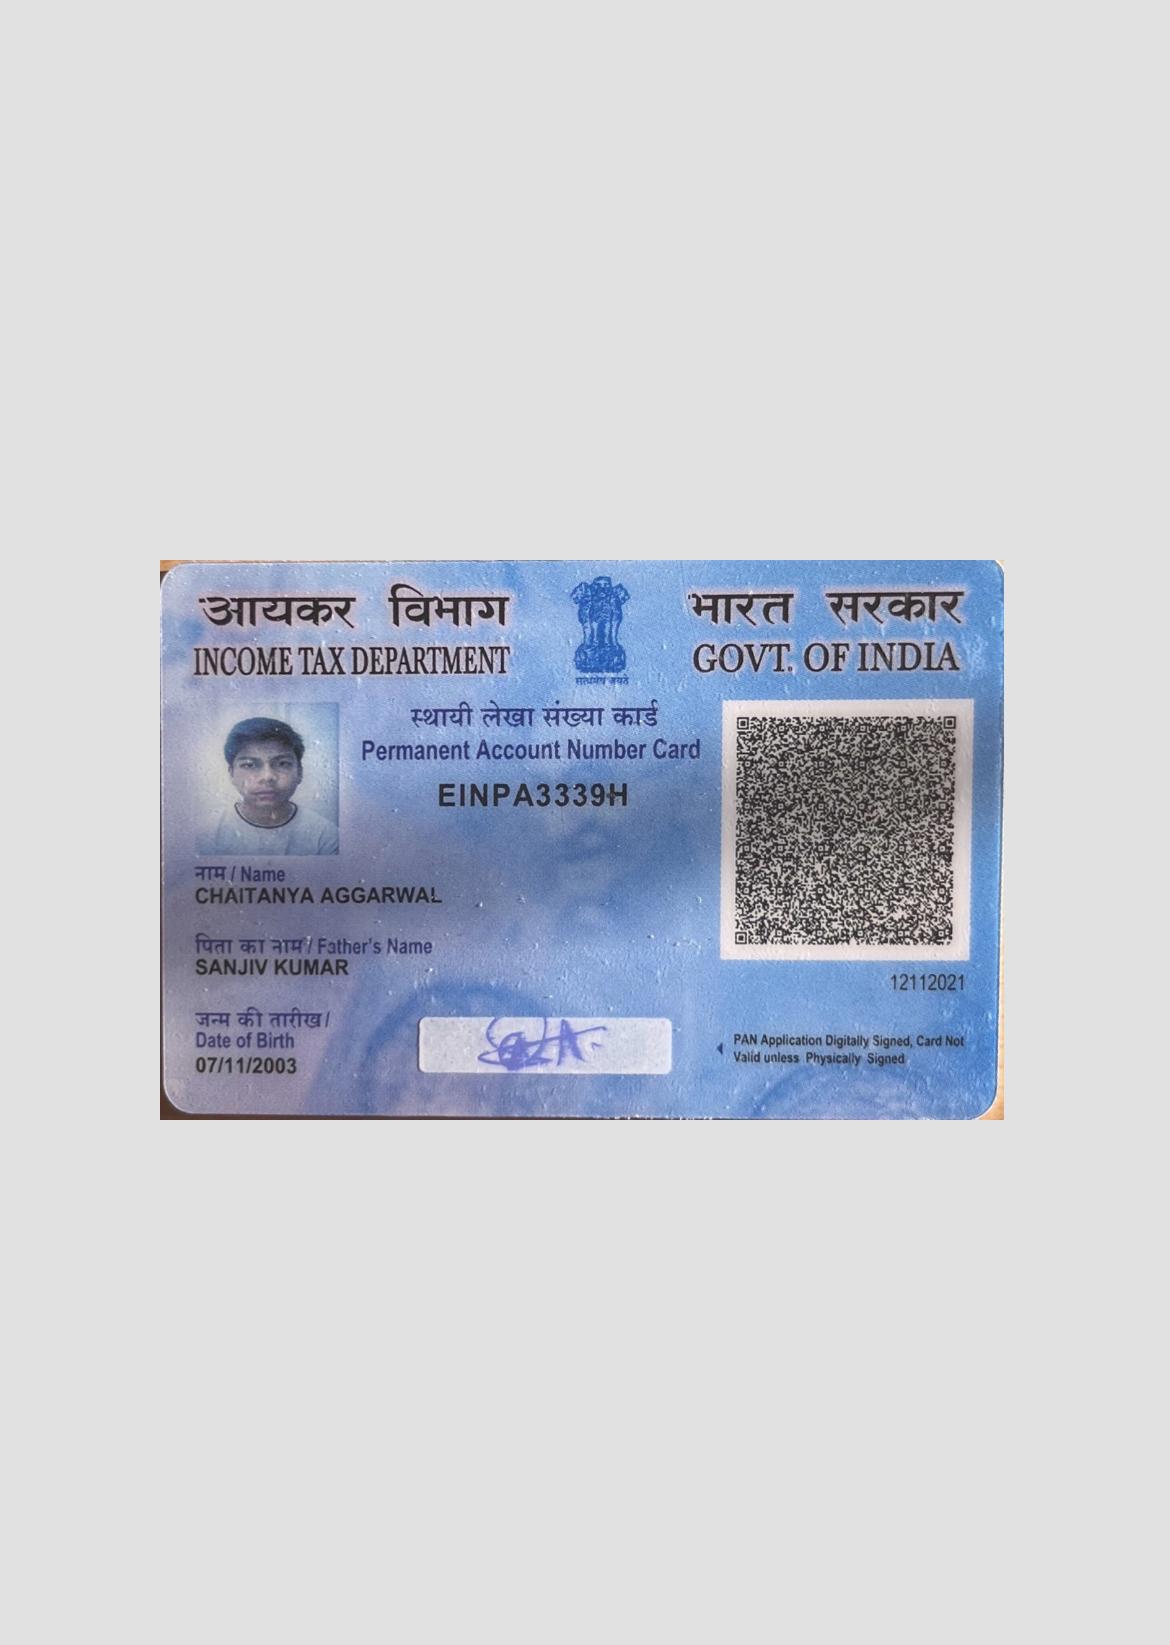 आयकर विभाग
INCOME TAX DEPARTMENT
सत्यमेव जयते
भारत सरकार
GOVT. OF INDIA
स्थायी लेखा संख्या कार्ड
Permanent Account Number Card
EINPA3339H
नाम / Name
CHAITANYA AGGARWAL
पिता का नाम / Father's Name
SANJIV KUMAR
जन्म की तारीख /
Date of Birth
07/11/2003
12112021
PAN Application Digitally Signed, Card Not
Valid unless Physically Signed